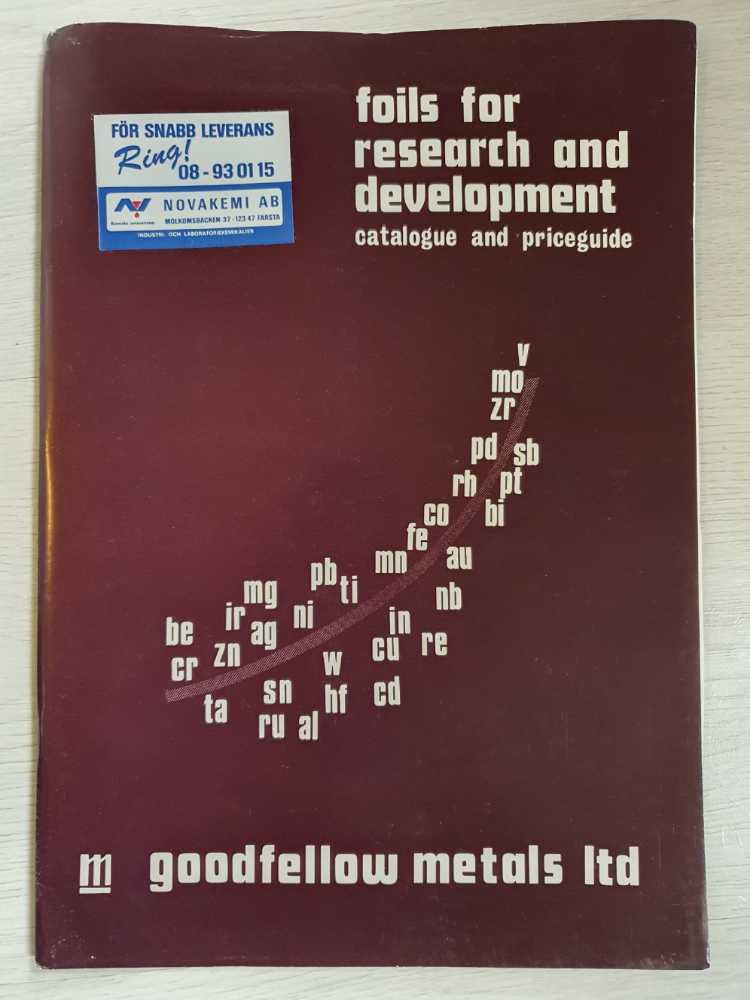 foils for
research and
development
catalogue and priceguide
FÖR SNABB LEVERANS
Ring!
08-93 01 15
NOVAKEMI AB
MOLKOMSBACKEN 37 - 123 47 FARSTA
INDUSTRI- OCH LABORATORIEKEMIKALIER
v
mo
zr
pd sb
rh pt
co bi
fe
mn au
pb ti
mg nb
ir ni in
be ag cu re
cr zn w
sn hf cd
ta
ru al
m goodfellow metals ltd